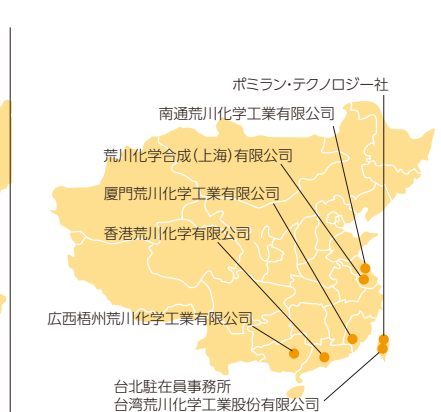 ポミラン・テクノロジー社
南通荒川化学工業有限公司
荒川化学合成(上海)有限公司
厦門荒川化学工業有限公司
香港荒川化学有限公司
広西梧州荒川化学工業有限公司
台北駐在員事務所
台湾荒川化学工業股份有限公司